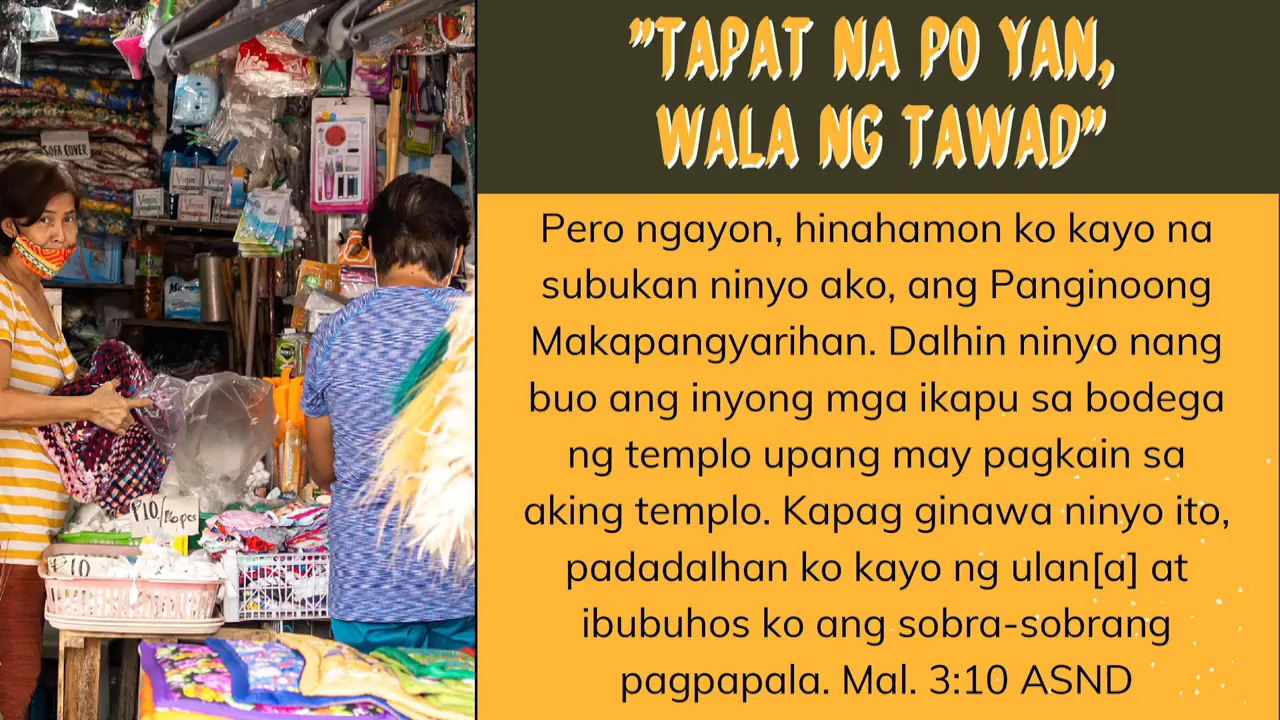 "TAPAT NA PO YAN,
WALA NG TAWAD"
Pero ngayon, hinahamon ko kayo na
subukan ninyo ako, ang Panginoong
Makapangyarihan. Dalhin ninyo nang
buo ang inyong mga ikapu sa bodega
ng templo upang may pagkain sa
aking templo. Kapag ginawa ninyo ito,
padadalhan ko kayo ng ulan[a] at
ibubuhos ko ang sobra-sobrang
pagpapala. Mal. 3:10 ASND
SOFA COVER
₱10
₱10